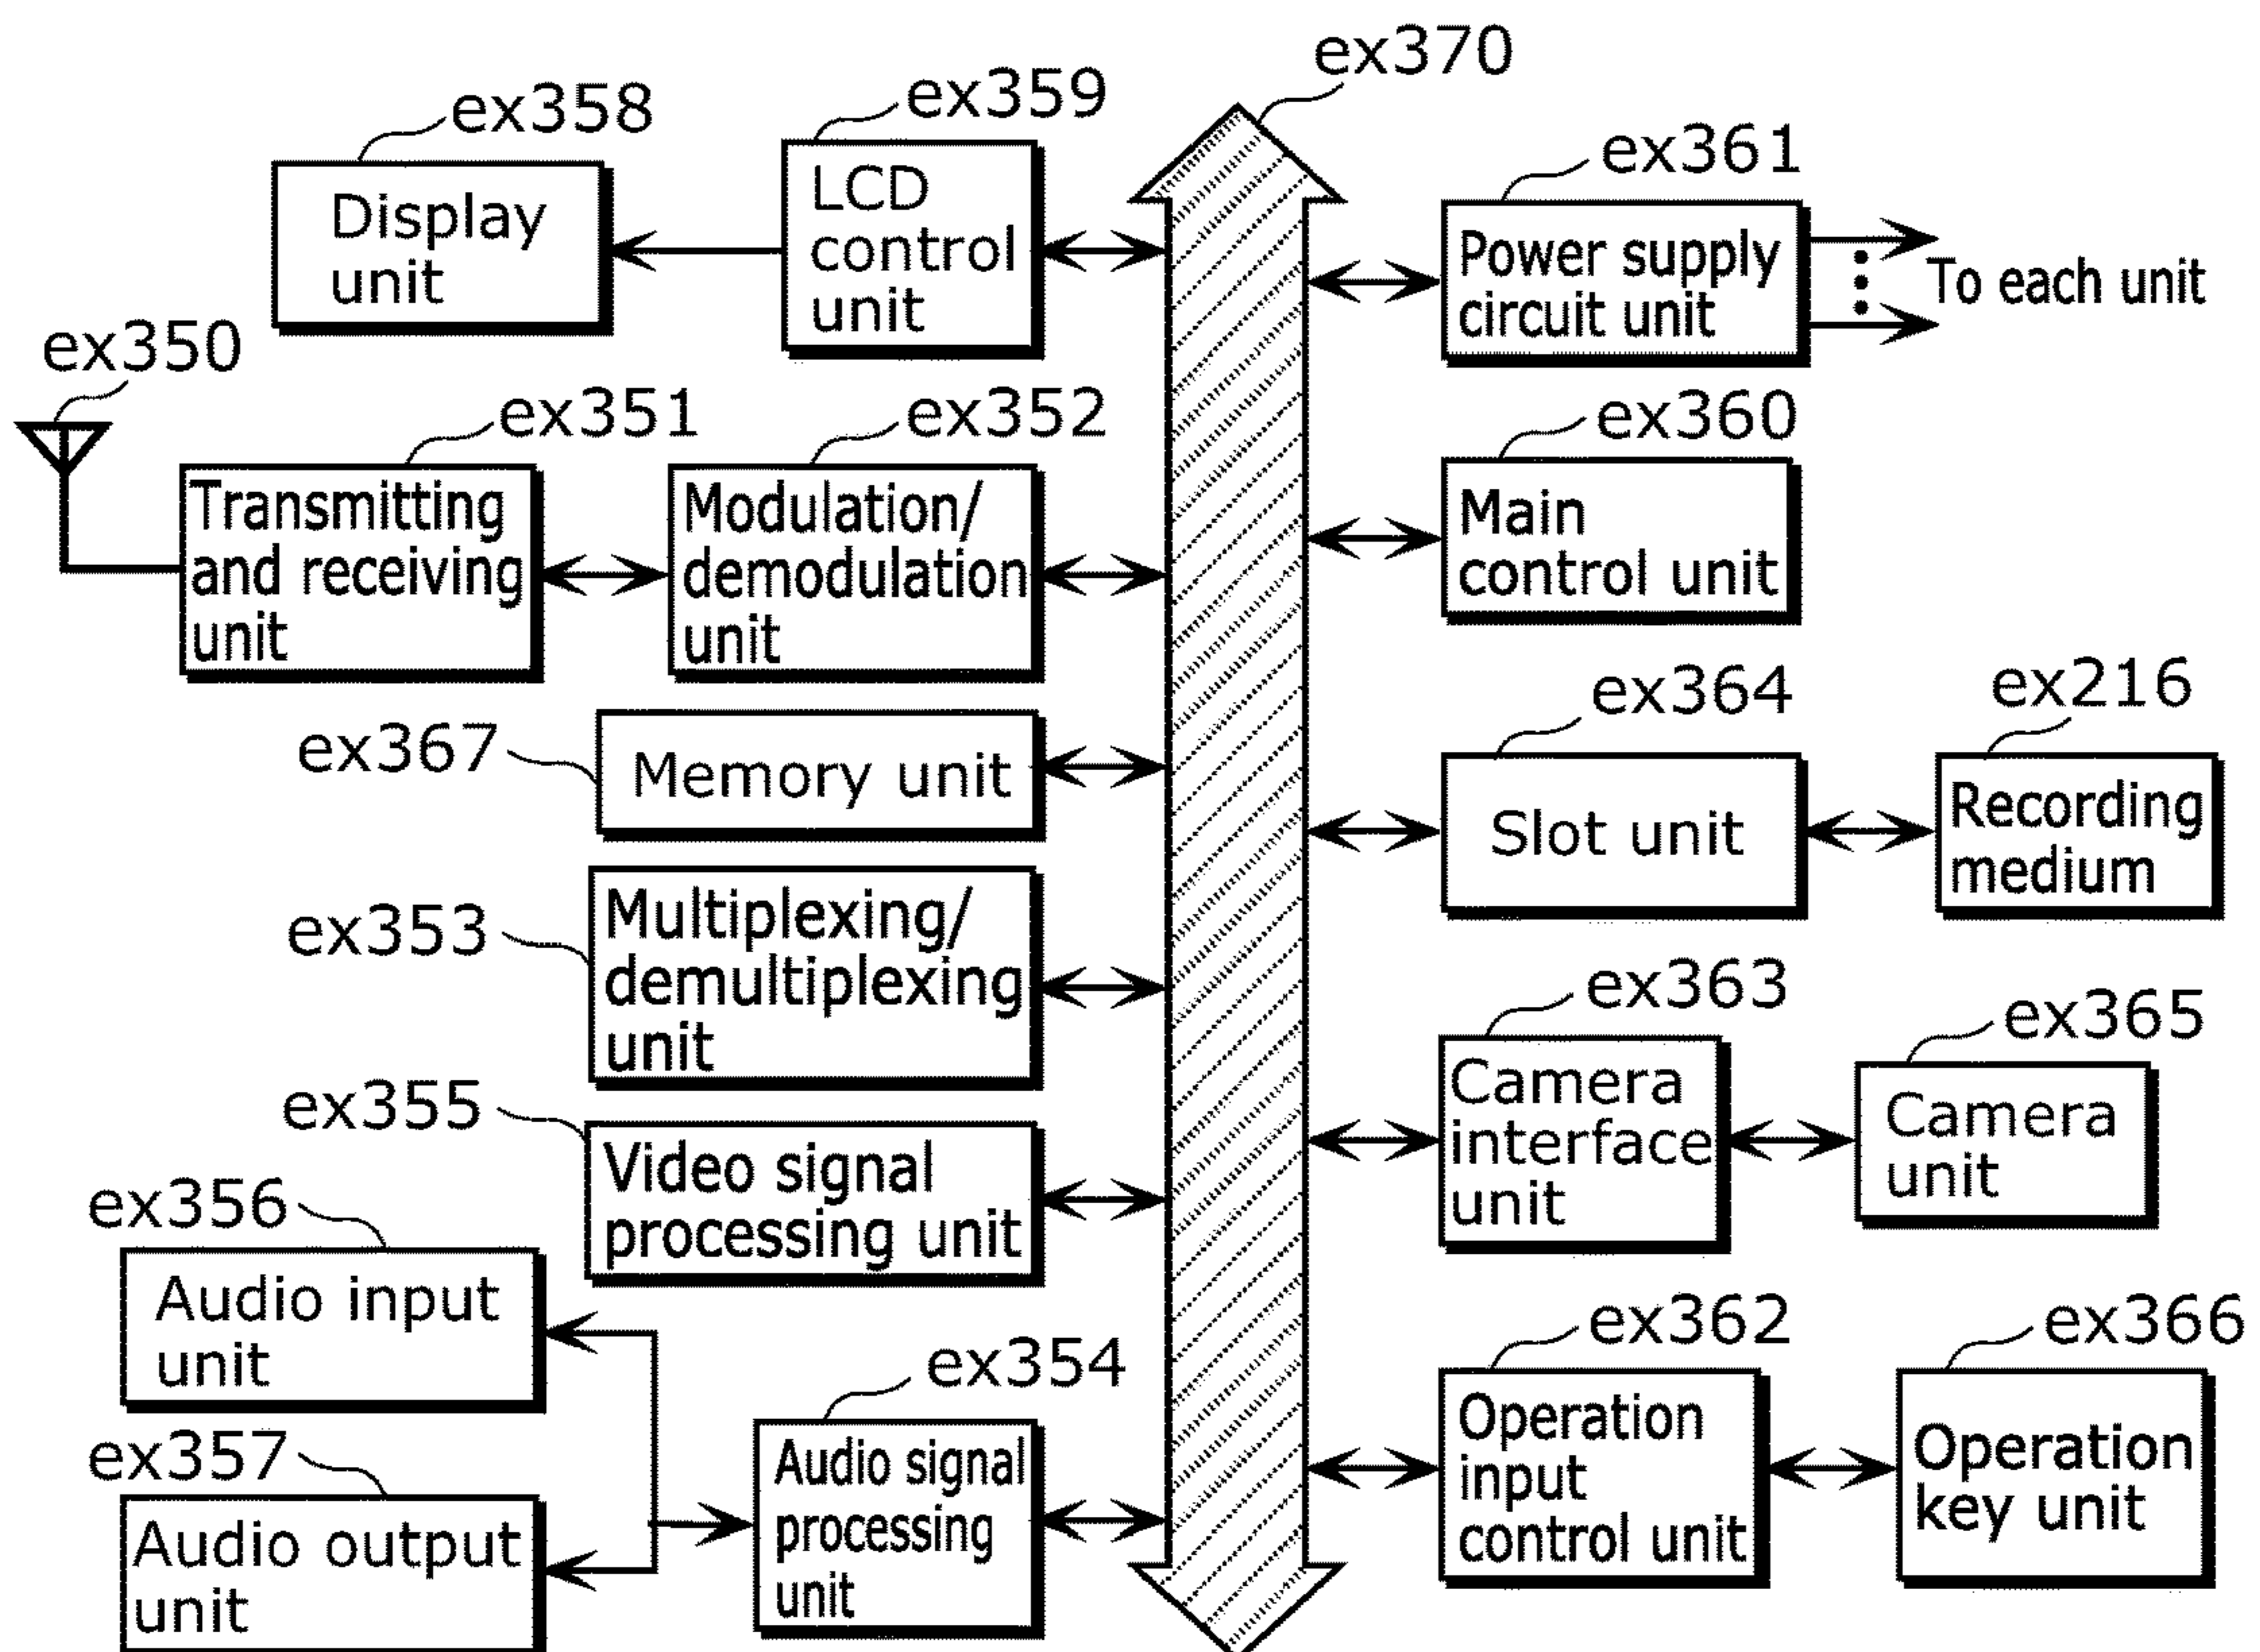 ex370
ex358
ex359
ex361
Display
unit
LCD
control
unit
Power supply
circuit unit
To each unit
ex350
ex351
ex352
ex360
Transmitting
and receiving
unit
Modulation/
demodulation
unit
Main
control unit
ex367
Memory unit
ex364
ex216
Slot unit
Recording
medium
ex353
Multiplexing/
demultiplexing
unit
ex363
ex365
Camera
interface
unit
Camera
unit
ex355
Video signal
processing unit
ex356
Audio input
unit
ex354
ex362
ex366
ex357
Audio output
unit
Audio signal
processing
unit
Operation
input
control unit
Operation
key unit